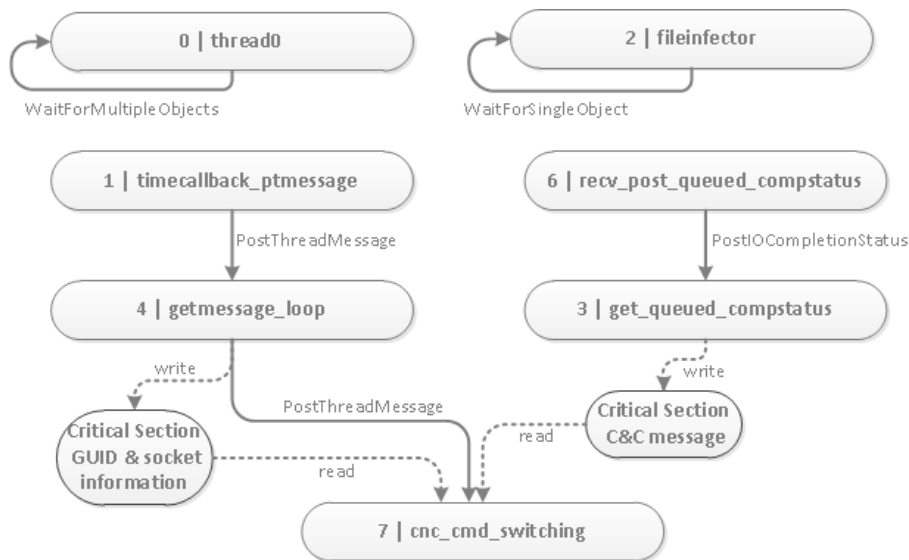 0 | thread0
2 | fileinfector
WaitForMultipleObjects
WaitForSingleObject
1 | timecallback_ptmessage
6 | recv_post_queued_compstatus
PostThreadMessage
PostIOCompletionStatus
4 | getmessage_loop
3 | get_queued_compstatus
write
write
PostThreadMessage
Critical Section
C&C message
Critical Section
GUID & socket
information
read
read
7 | cnc_cmd_switching